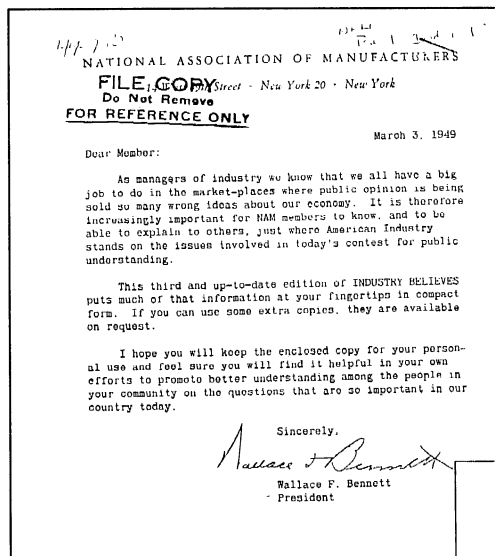 NATIONAL ASSOCIATION OF MANUFACTURERS
FILE COPY Street - New York 20 · New York
Do Not Remove
FOR REFERENCE ONLY
March 3, 1949
Dear Member:
As managers of industry we know that we all have a big
job to do in the market-places where public opinion is being
sold so many wrong ideas about our economy. It is therefore
increasingly important for NAM members to know, and to be
able to explain to others, just where American Industry
stands on the issues involved in today's contest for public
understanding.
This third and up-to-date edition of INDUSTRY BELIEVES
puts much of that information at your fingertips in compact
form. If you can use some extra copies, they are available
on request.
I hope you will keep the enclosed copy for your person-
al use and feel sure you will find it helpful in your own
efforts to promote better understanding among the people in
your community on the questions that are so important in our
country today.
Sincerely,
Wallace F Bennett
Wallace F. Bennett
- President